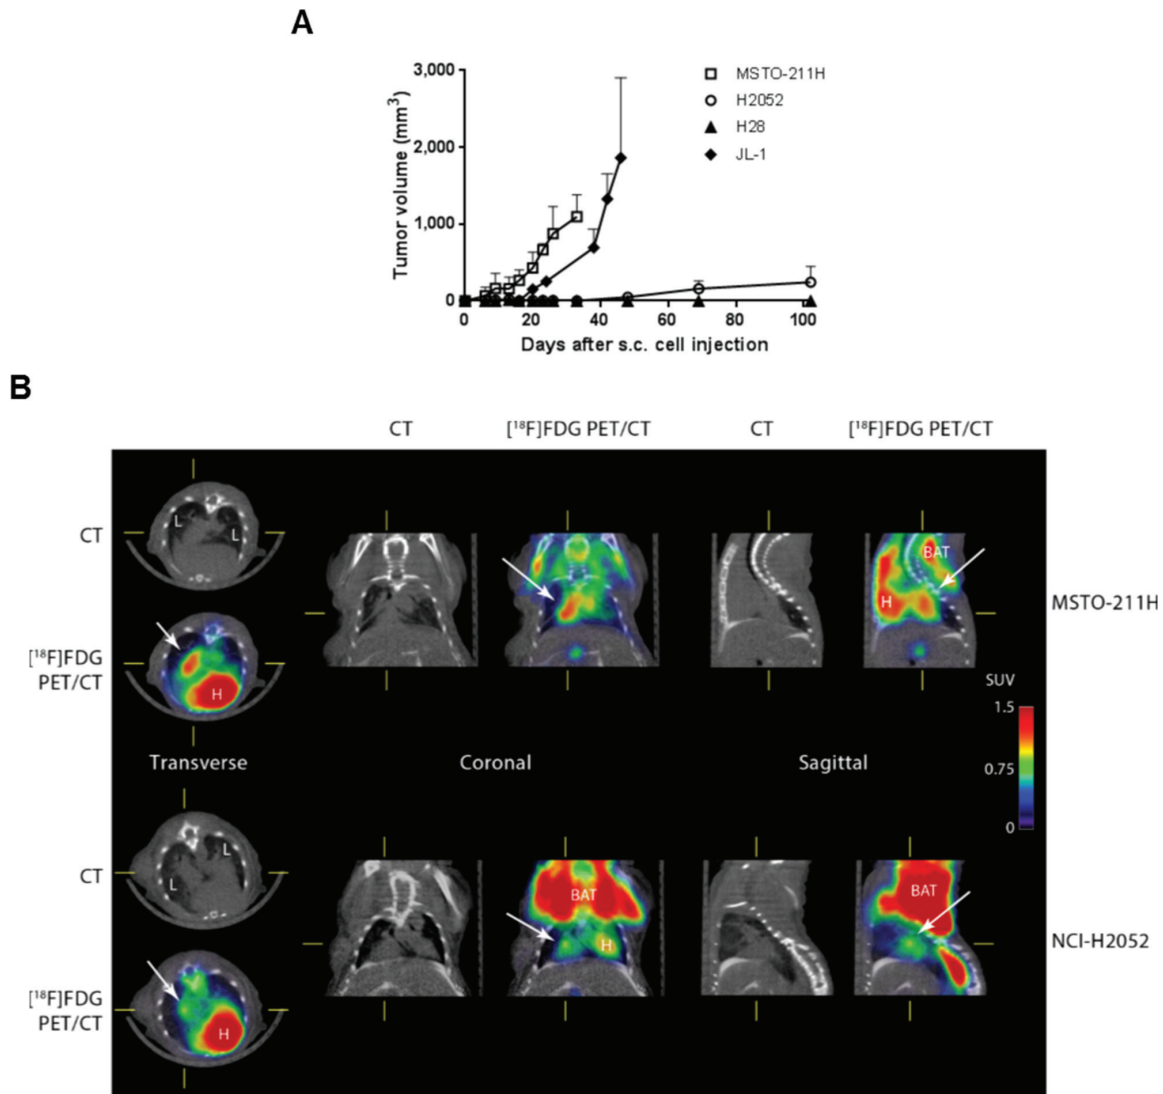 A
3,000
2,000
1,000
0
Tumor volume (mm³)
0 20 40 60 80 100
Days after s.c. cell injection
MSTO-211H
H2052
H28
JL-1
B
CT [¹⁸F]FDG PET/CT CT [¹⁸F]FDG PET/CT
CT
L L
[¹⁸F]FDG
PET/CT
H
BAT
H
MSTO-211H
SUV
1.5
0.75
0
Transverse Coronal Sagittal
CT
L
L
[¹⁸F]FDG
PET/CT
H
BAT
H
BAT
NCI-H2052